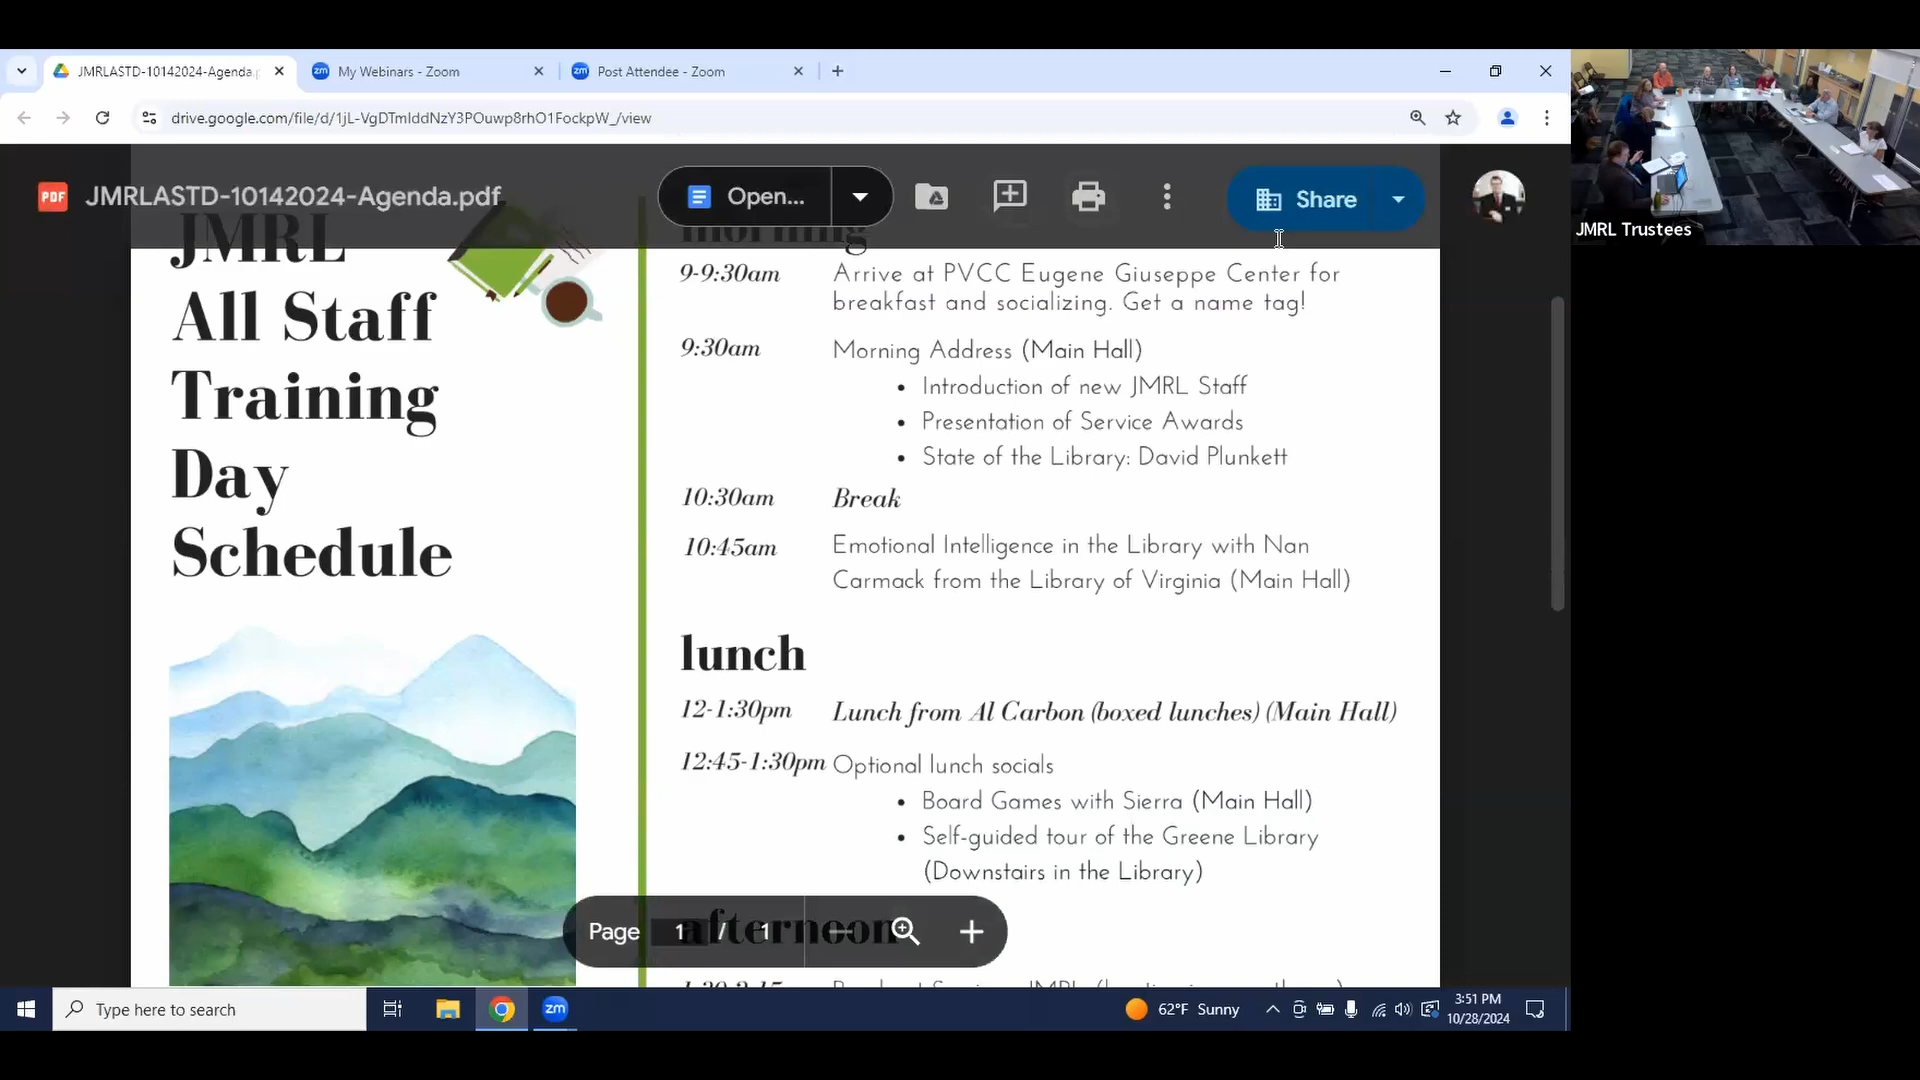 JMRLASTD-10142024-Agenda.p
My Webinars - Zoom
Post Attendee - Zoom
drive.google.com/file/d/1jL-VgDTmIddNzY3POuwp8rhO1FockpW_/view
PDF
JMRLASTD-10142024-Agenda.pdf
Open...
Share
JMRL
All Staff
Training
Day
Schedule
morning
9-9:30am Arrive at PVCC Eugene Giuseppe Center for
breakfast and socializing. Get a name tag!
9:30am Morning Address (Main Hall)
• Introduction of new JMRL Staff
• Presentation of Service Awards
• State of the Library: David Plunkett
10:30am Break
10:45am Emotional Intelligence in the Library with Nan
Carmack from the Library of Virginia (Main Hall)
lunch
12-1:30pm Lunch from Al Carbon (boxed lunches) (Main Hall)
12:45-1:30pm Optional lunch socials
• Board Games with Sierra (Main Hall)
• Self-guided tour of the Greene Library
(Downstairs in the Library)
afternoon
Page 1 / 1
JMRL Trustees
Type here to search
zm
62°F Sunny
3:51 PM
10/28/2024